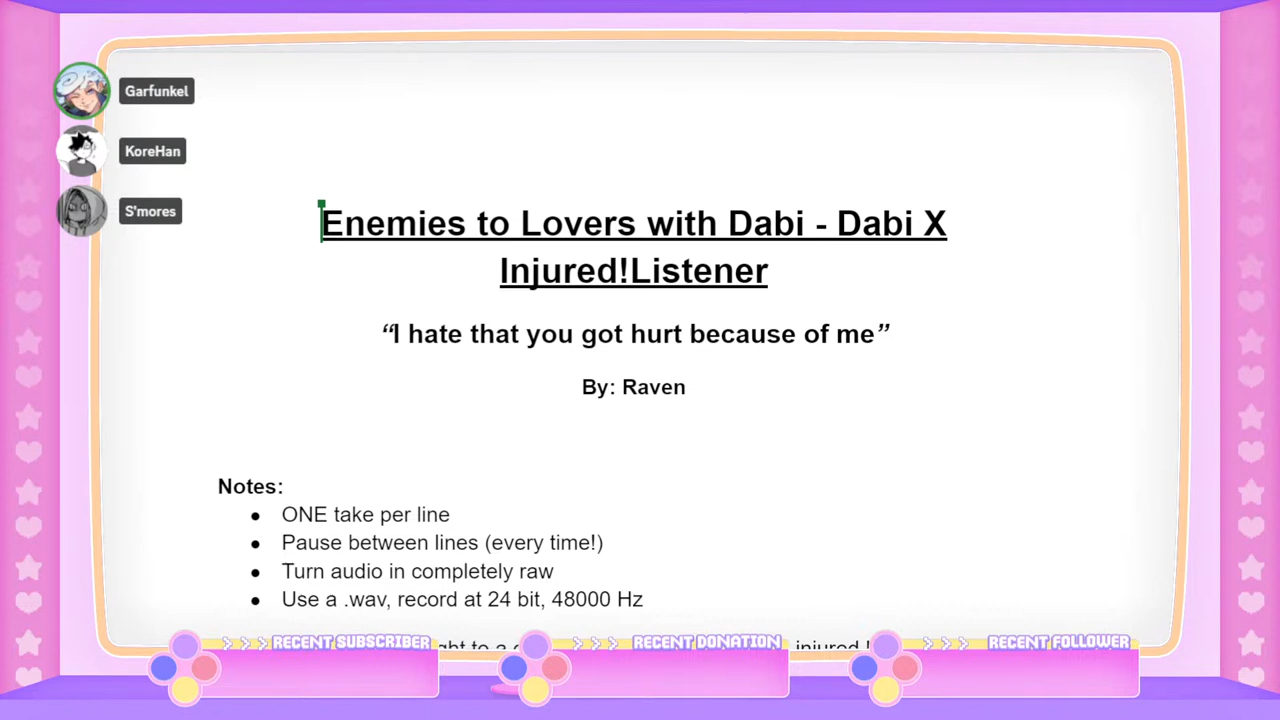 Garfunkel
KoreHan
S'mores
Enemies to Lovers with Dabi - Dabi X
Injured!Listener
“I hate that you got hurt because of me”
By: Raven
Notes:
● ONE take per line
● Pause between lines (every time!)
● Turn audio in completely raw
● Use a .wav, record at 24 bit, 48000 Hz
to a
injured
RECENT SUBSCRIBER
RECENT DONATION
RECENT FOLLOWER